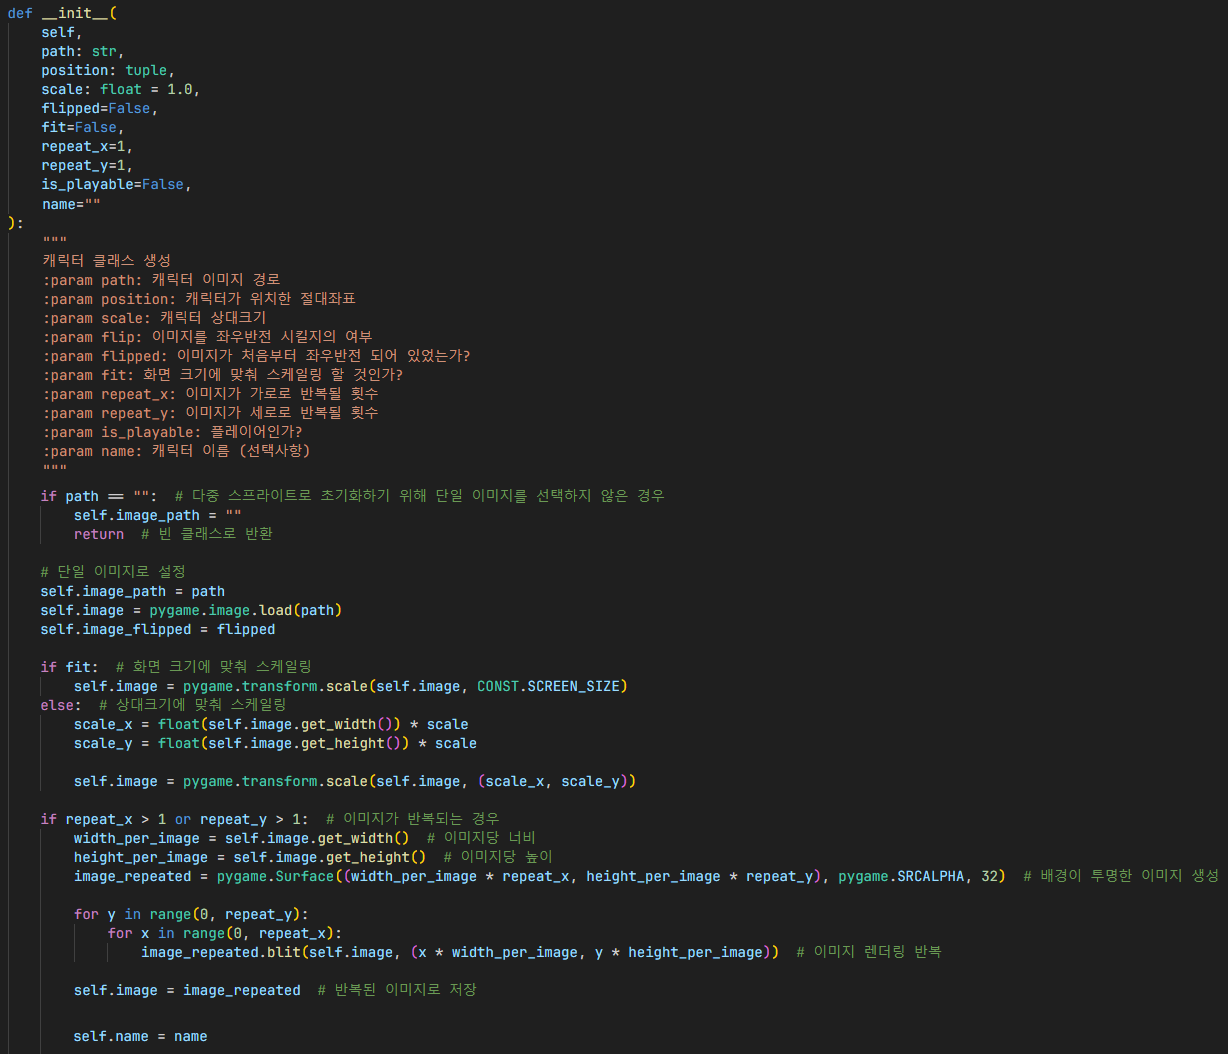 def __init__(
    self,
    path: str,
    position: tuple,
    scale: float = 1.0,
    flipped=False,
    fit=False,
    repeat_x=1,
    repeat_y=1,
    is_playable=False,
    name=""
):
    """
    캐릭터 클래스 생성
    :param path: 캐릭터 이미지 경로
    :param position: 캐릭터가 위치한 절대좌표
    :param scale: 캐릭터 상대크기
    :param flip: 이미지를 좌우반전 시킬지의 여부
    :param flipped: 이미지가 처음부터 좌우반전 되어 있었는가?
    :param fit: 화면 크기에 맞춰 스케일링 할 것인가?
    :param repeat_x: 이미지가 가로로 반복될 횟수
    :param repeat_y: 이미지가 세로로 반복될 횟수
    :param is_playable: 플레이어인가?
    :param name: 캐릭터 이름 (선택사항)
    """
    if path == "":  # 다중 스프라이트로 초기화하기 위해 단일 이미지를 선택하지 않은 경우
        self.image_path = ""
        return  # 빈 클래스로 반환

    # 단일 이미지로 설정
    self.image_path = path
    self.image = pygame.image.load(path)
    self.image_flipped = flipped

    if fit:  # 화면 크기에 맞춰 스케일링
        self.image = pygame.transform.scale(self.image, CONST.SCREEN_SIZE)
    else:  # 상대크기에 맞춰 스케일링
        scale_x = float(self.image.get_width()) * scale
        scale_y = float(self.image.get_height()) * scale

        self.image = pygame.transform.scale(self.image, (scale_x, scale_y))

    if repeat_x > 1 or repeat_y > 1:  # 이미지가 반복되는 경우
        width_per_image = self.image.get_width()  # 이미지당 너비
        height_per_image = self.image.get_height()  # 이미지당 높이
        image_repeated = pygame.Surface((width_per_image * repeat_x, height_per_image * repeat_y), pygame.SRCALPHA, 32)  # 배경이 투명한 이미지 생성

        for y in range(0, repeat_y):
            for x in range(0, repeat_x):
                image_repeated.blit(self.image, (x * width_per_image, y * height_per_image))  # 이미지 렌더링 반복

        self.image = image_repeated  # 반복된 이미지로 저장

        self.name = name